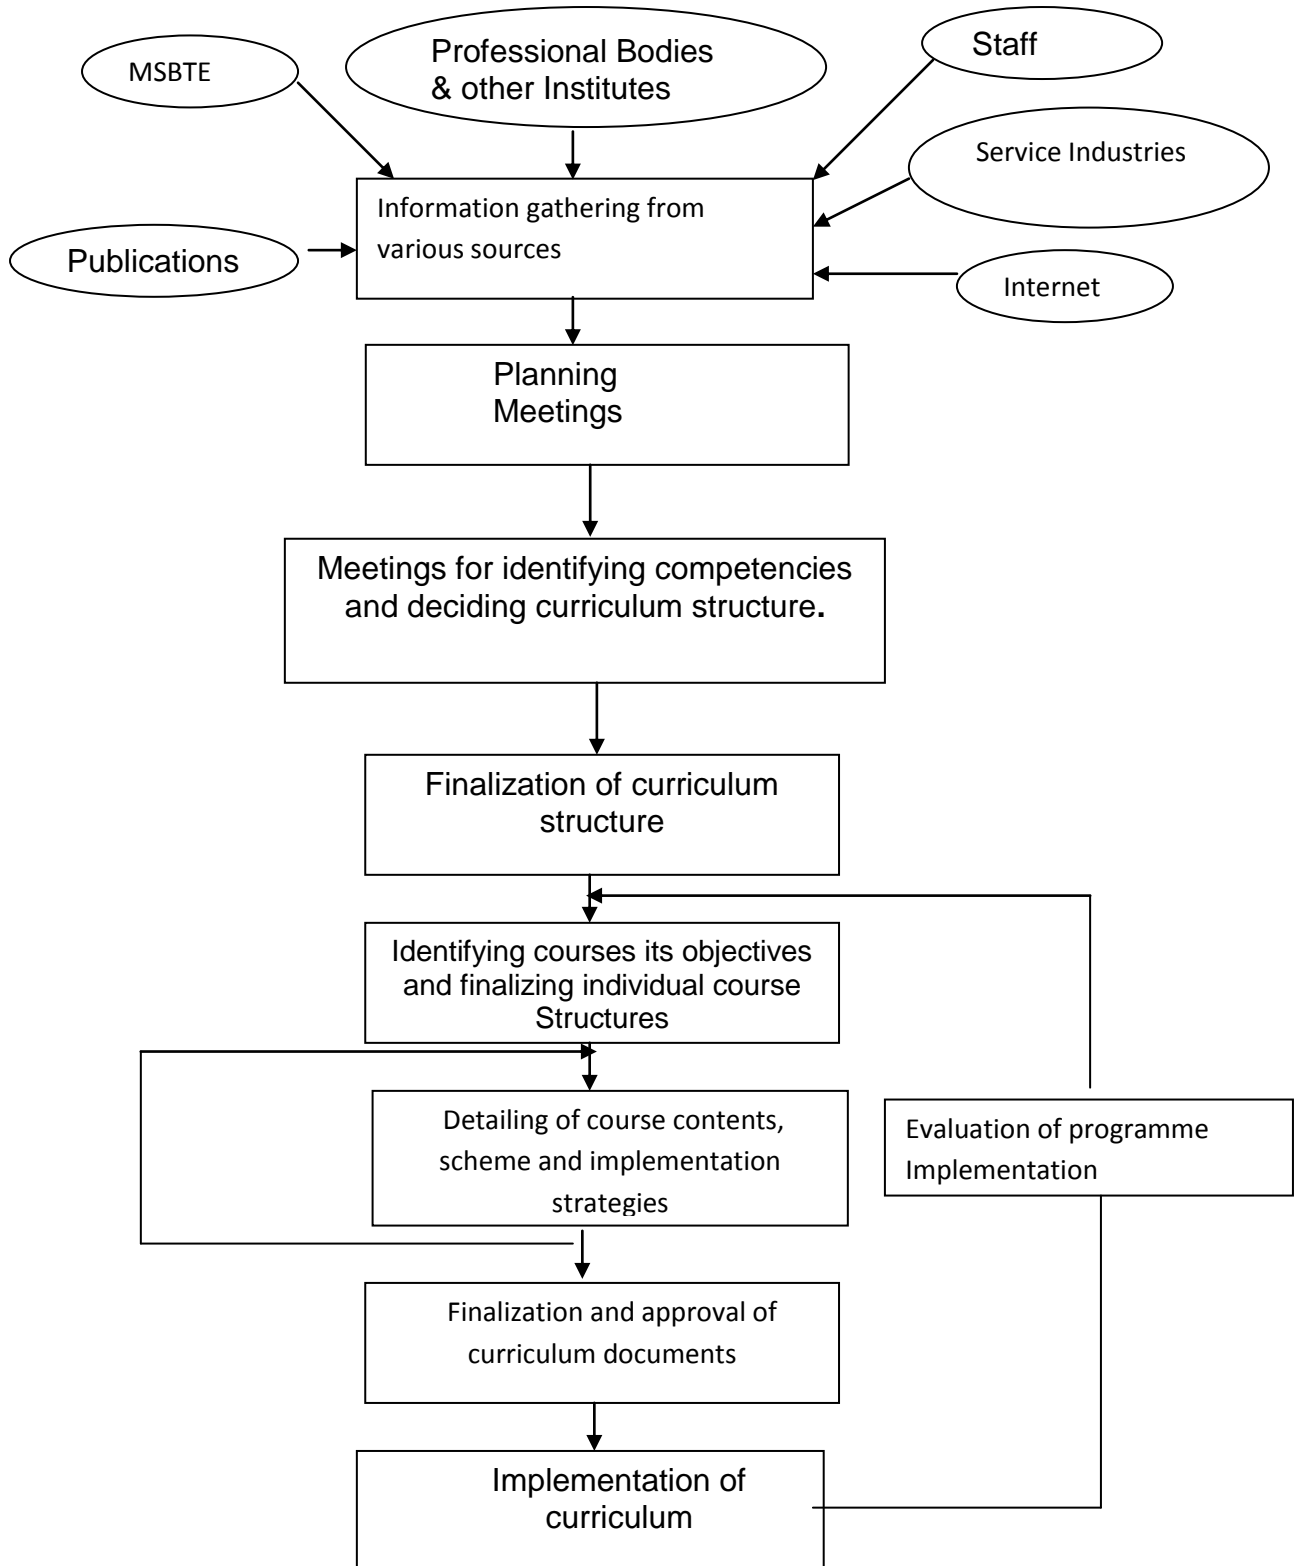 MSBTE
Professional Bodies
& other Institutes
Staff
Service Industries
Information gathering from
various sources
Publications
Internet
Planning
Meetings
Meetings for identifying competencies
and deciding curriculum structure.
Finalization of curriculum
structure
Identifying courses its objectives
and finalizing individual course
Structures
Detailing of course contents,
scheme and implementation
strategies
Evaluation of programme
Implementation
Finalization and approval of
curriculum documents
Implementation of
curriculum